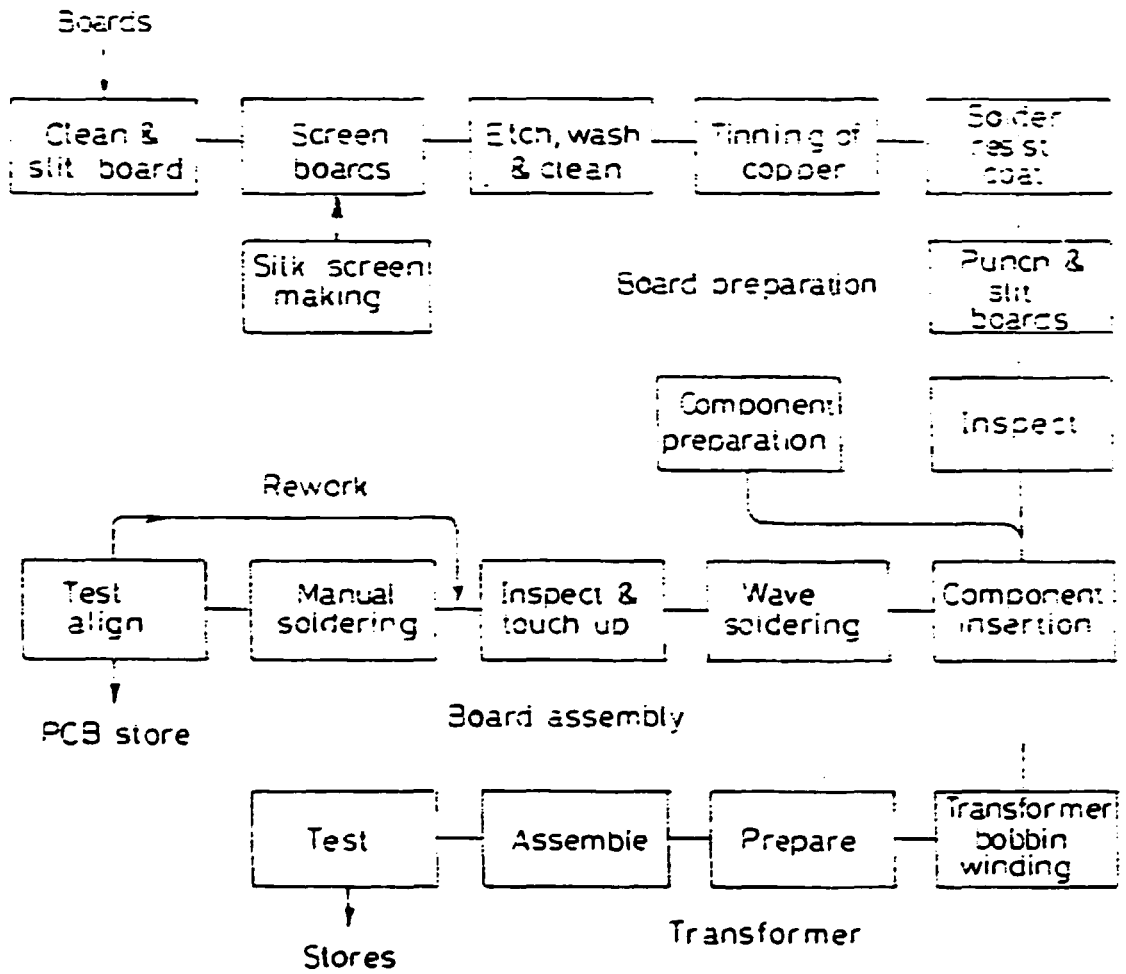 Boards
Clean &
slit board
Screen
boards
Etch, wash
& clean
Tinning of
copper
Solder
resist
coat
Silk screen
making
Board preparation
Punch &
slit
boards
Component
preparation
Inspect
Rework
Test
align
Manual
soldering
Inspect &
touch up
Wave
soldering
Component
insertion
PCB store
Board assembly
Test
Assemble
Prepare
Transformer
bobbin
winding
Stores
Transformer